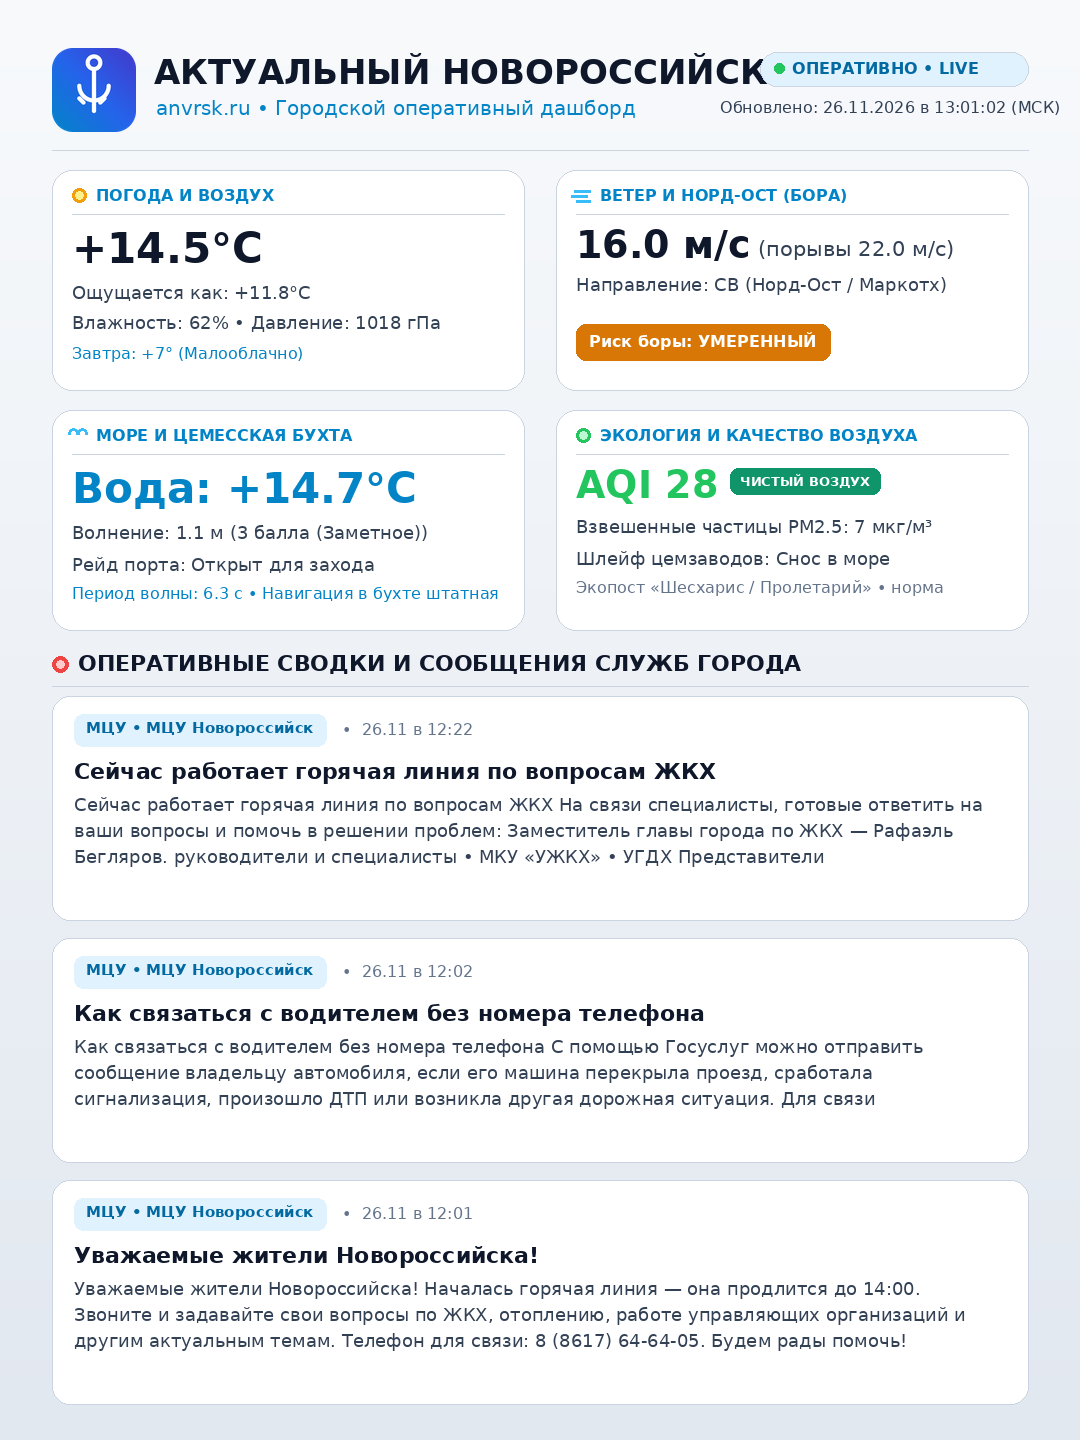 АКТУАЛЬНЫЙ НОВОРОССИЙСК
ОПЕРАТИВНО • LIVE
anvrsk.ru • Городской оперативный дашборд
Обновлено: 26.11.2026 в 13:01:02 (МСК)
ПОГОДА И ВОЗДУХ
+14.5°C
Ощущается как: +11.8°C
Влажность: 62% • Давление: 1018 гПа
Завтра: +7° (Малооблачно)
ВЕТЕР И НОРД-ОСТ (БОРА)
16.0 м/с (порывы 22.0 м/с)
Направление: СВ (Норд-Ост / Маркотх)
Риск боры: УМЕРЕННЫЙ
МОРЕ И ЦЕМЕССКАЯ БУХТА
Вода: +14.7°C
Волнение: 1.1 м (3 балла (Заметное))
Рейд порта: Открыт для захода
Период волны: 6.3 с • Навигация в бухте штатная
ЭКОЛОГИЯ И КАЧЕСТВО ВОЗДУХА
AQI 28 ЧИСТЫЙ ВОЗДУХ
Взвешенные частицы PM2.5: 7 мкг/м³
Шлейф цемзаводов: Снос в море
Экопост «Шесхарис / Пролетарий» • норма
ОПЕРАТИВНЫЕ СВОДКИ И СООБЩЕНИЯ СЛУЖБ ГОРОДА
МЦУ • МЦУ Новороссийск • 26.11 в 12:22
Сейчас работает горячая линия по вопросам ЖКХ
Сейчас работает горячая линия по вопросам ЖКХ На связи специалисты, готовые ответить на
ваши вопросы и помочь в решении проблем: Заместитель главы города по ЖКХ — Рафаэль
Бегляров. руководители и специалисты • МКУ «УЖКХ» • УГДХ Представители
МЦУ • МЦУ Новороссийск • 26.11 в 12:02
Как связаться с водителем без номера телефона
Как связаться с водителем без номера телефона С помощью Госуслуг можно отправить
сообщение владельцу автомобиля, если его машина перекрыла проезд, сработала
сигнализация, произошло ДТП или возникла другая дорожная ситуация. Для связи
МЦУ • МЦУ Новороссийск • 26.11 в 12:01
Уважаемые жители Новороссийска!
Уважаемые жители Новороссийска! Началась горячая линия — она продлится до 14:00.
Звоните и задавайте свои вопросы по ЖКХ, отоплению, работе управляющих организаций и
другим актуальным темам. Телефон для связи: 8 (8617) 64-64-05. Будем рады помочь!